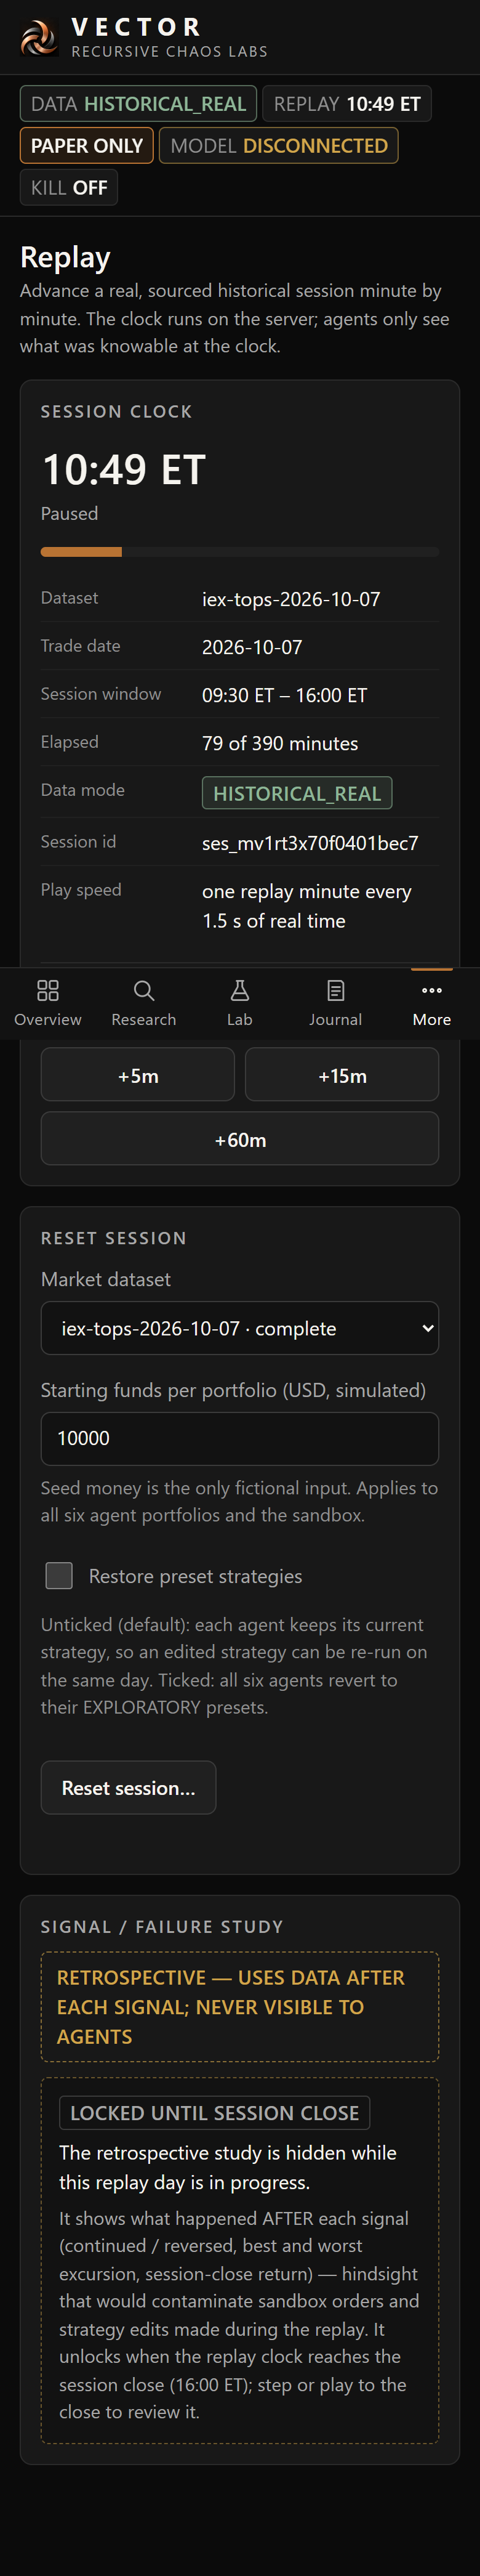 VECTOR
RECURSIVE CHAOS LABS
DATA HISTORICAL_REAL
REPLAY 10:49 ET
PAPER ONLY
MODEL DISCONNECTED
KILL OFF
Replay
Advance a real, sourced historical session minute by
minute. The clock runs on the server; agents only see
what was knowable at the clock.
SESSION CLOCK
10:49 ET
Paused
Dataset iex-tops-2026-10-07
Trade date 2026-10-07
Session window 09:30 ET – 16:00 ET
Elapsed 79 of 390 minutes
Data mode HISTORICAL_REAL
Session id ses_mv1rt3x70f0401bec7
Play speed one replay minute every
1.5 s of real time
Overview Research Lab Journal More
+5m +15m
+60m
RESET SESSION
Market dataset
iex-tops-2026-10-07 · complete
Starting funds per portfolio (USD, simulated)
10000
Seed money is the only fictional input. Applies to
all six agent portfolios and the sandbox.
Restore preset strategies
Unticked (default): each agent keeps its current
strategy, so an edited strategy can be re-run on
the same day. Ticked: all six agents revert to
their EXPLORATORY presets.
Reset session...
SIGNAL / FAILURE STUDY
RETROSPECTIVE — USES DATA AFTER
EACH SIGNAL; NEVER VISIBLE TO
AGENTS
LOCKED UNTIL SESSION CLOSE
The retrospective study is hidden while
this replay day is in progress.
It shows what happened AFTER each signal
(continued / reversed, best and worst
excursion, session-close return) — hindsight
that would contaminate sandbox orders and
strategy edits made during the replay. It
unlocks when the replay clock reaches the
session close (16:00 ET); step or play to the
close to review it.